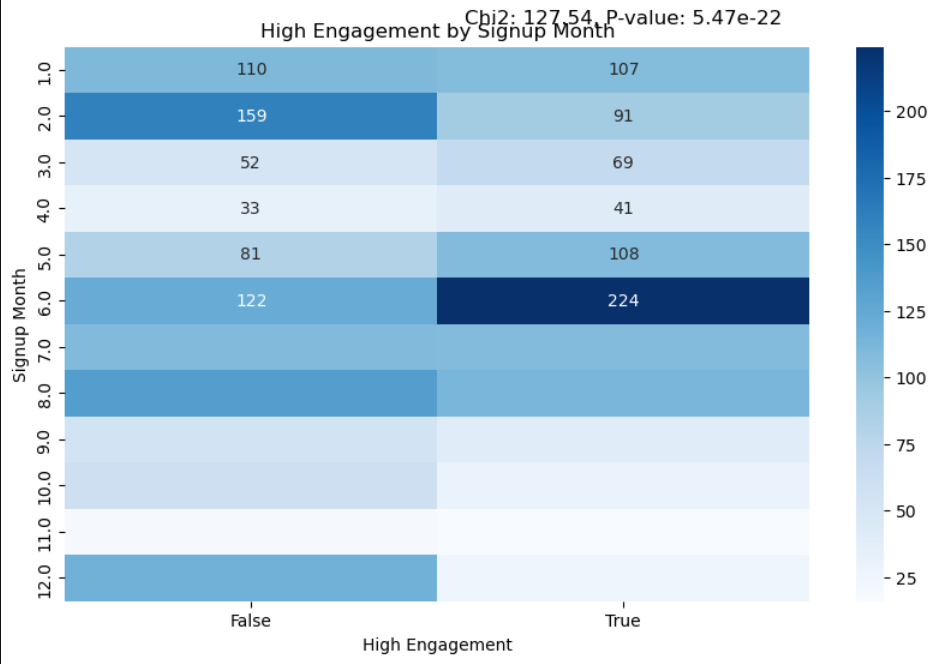 Chi2: 127.54, P-value: 5.47e-22
High Engagement by Signup Month
1.0 110 107
2.0 159 91
3.0 52 69
4.0 33 41
5.0 81 108
6.0 122 224
7.0
8.0
9.0
10.0
11.0
12.0
Signup Month
False True
High Engagement
200
175
150
125
100
75
50
25